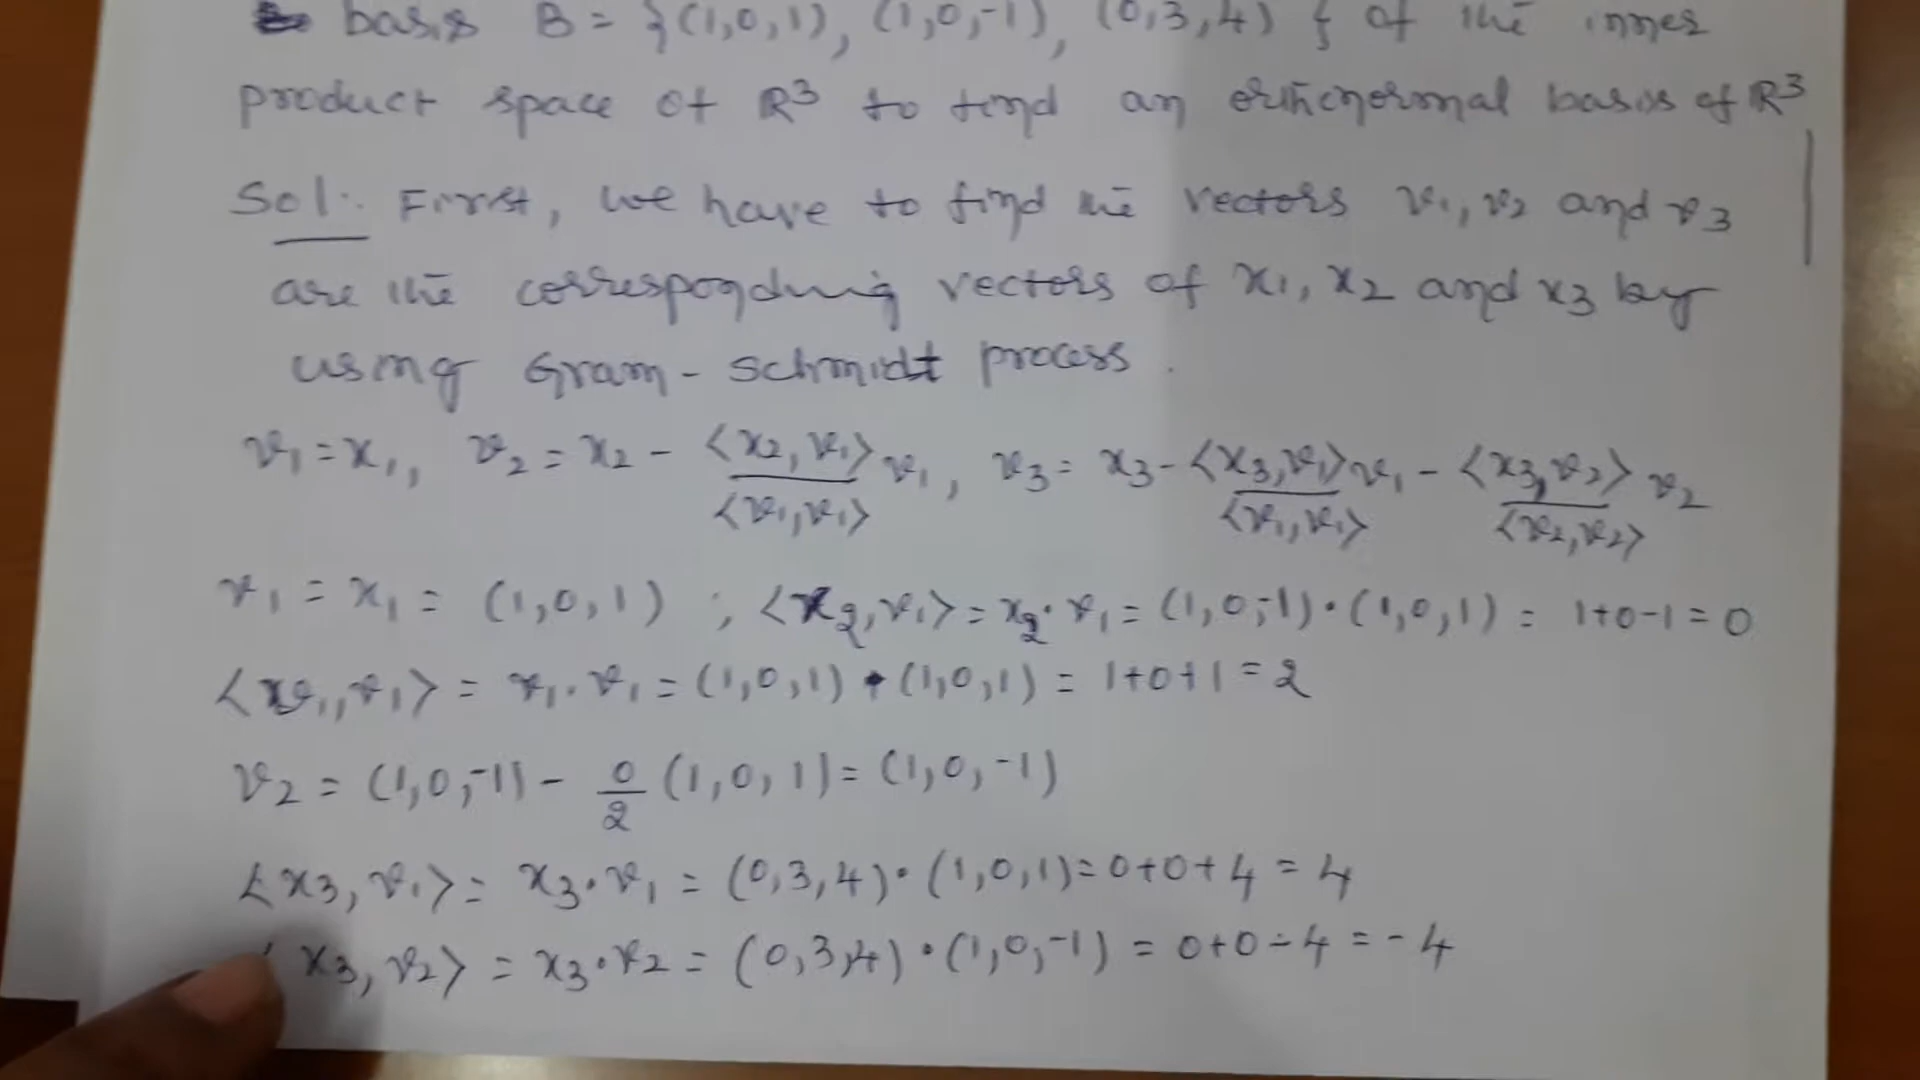 basis B = {(1,0,1), (1,0,-1), (0,3,4)} of the inner
product space of R³ to find an orthonormal basis of R³
Sol:. First, we have to find the vectors v₁, v₂ and v₃
are the corresponding vectors of x₁, x₂ and x₃ by
using Gram-Schmidt process.
v₁ = x₁, v₂ = x₂ - <x₂, v₁>/<v₁, v₁> v₁, v₃ = x₃ - <x₃, v₁>/<v₁, v₁> v₁ - <x₃, v₂>/<v₂, v₂> v₂
v₁ = x₁ = (1,0,1) ; <x₂, v₁> = x₂·v₁ = (1,0,-1)·(1,0,1) = 1+0-1 = 0
<v₁, v₁> = v₁·v₁ = (1,0,1)·(1,0,1) = 1+0+1 = 2
v₂ = (1,0,-1) - 0/2 (1,0,1) = (1,0,-1)
<x₃, v₁> = x₃·v₁ = (0,3,4)·(1,0,1) = 0+0+4 = 4
x₃, v₂> = x₃·v₂ = (0,3,4)·(1,0,-1) = 0+0-4 = -4